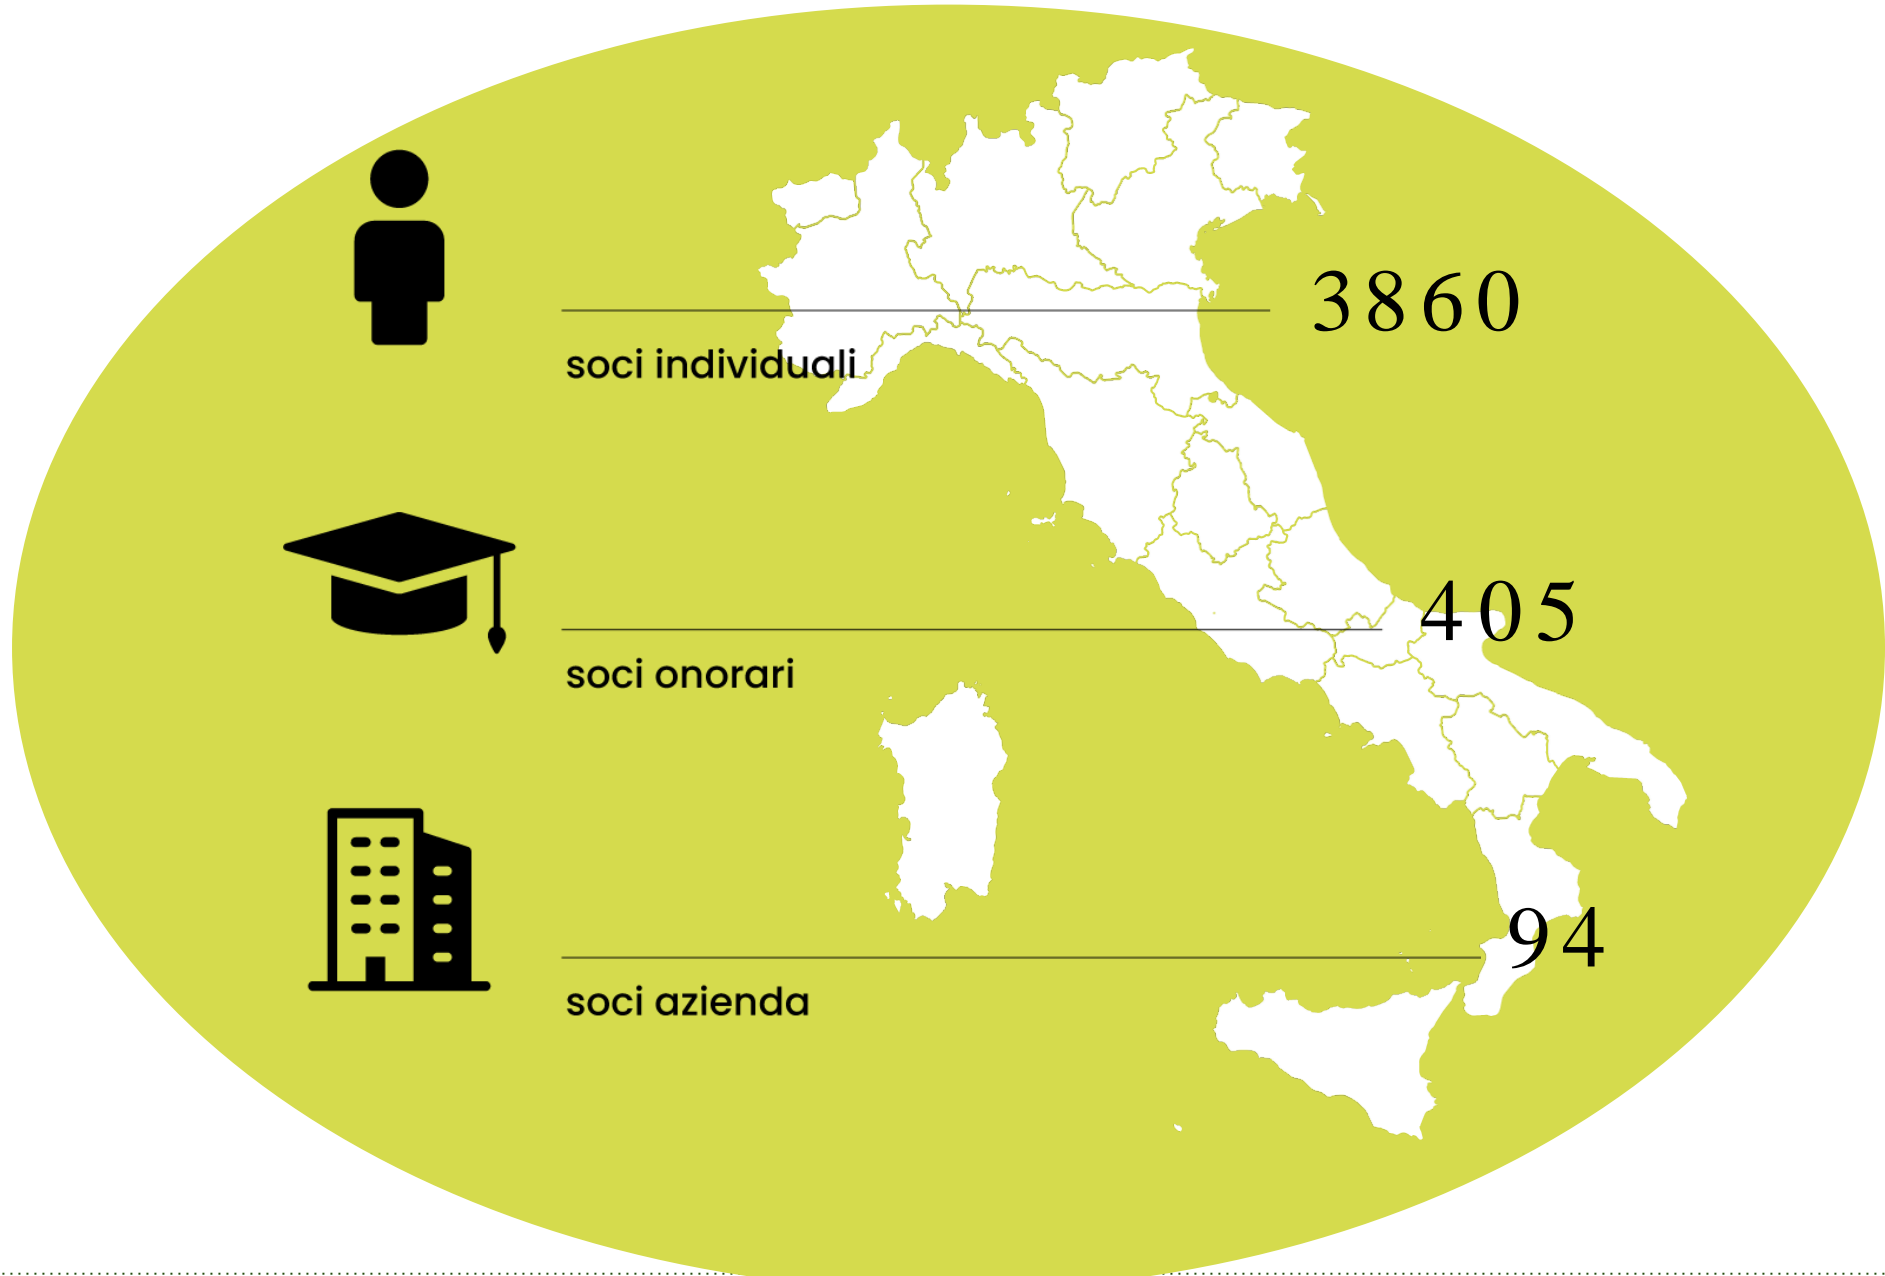 3860
soci individuali
405
soci onorari
94
soci azienda